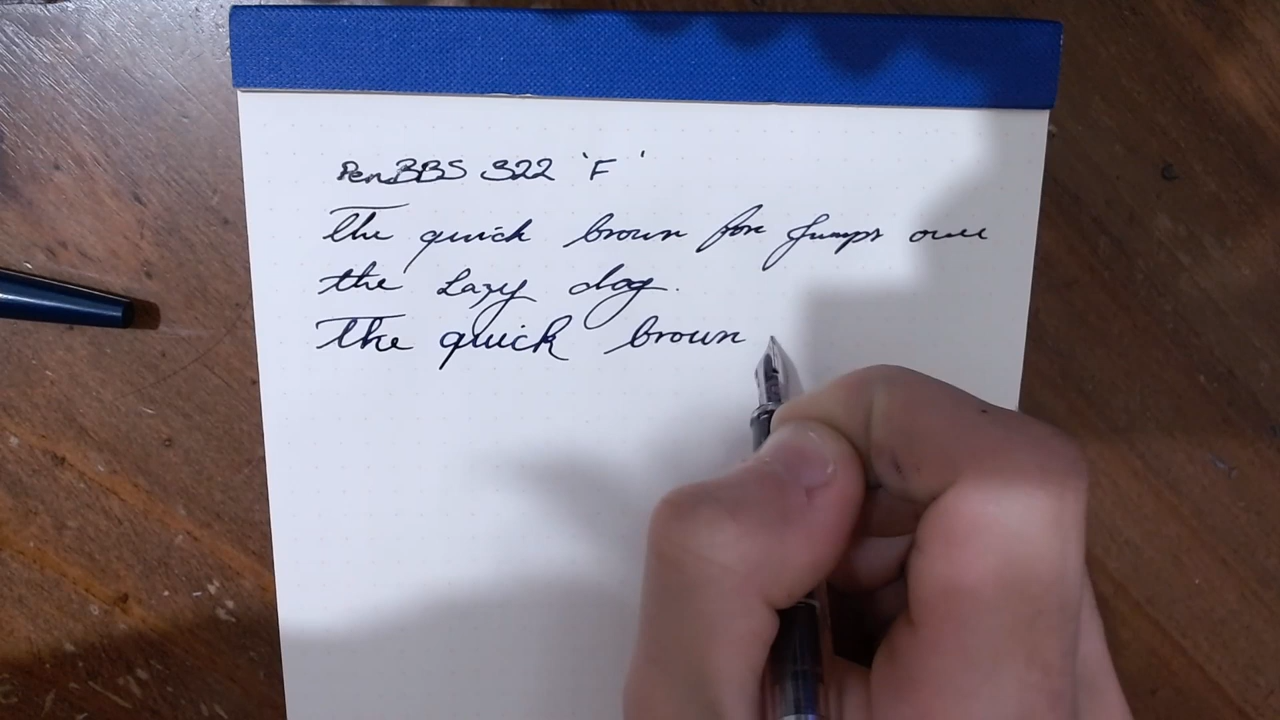 PenBBS 322 'F'
The quick brown fox jumps over
the Lazy dog.
The quick brown